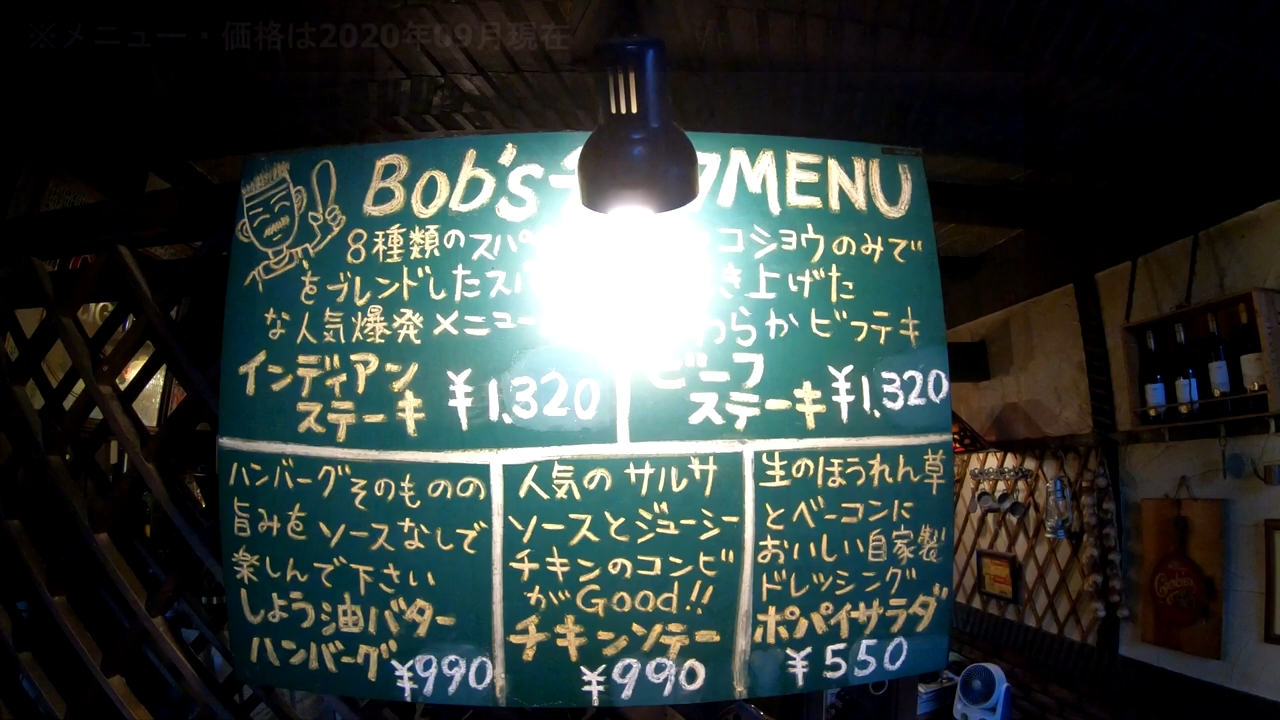 ※メニュー・価格は2020年09月現在
Bob's MENU
8種類のスパ
をブレンドしたスパ
な人気爆発メニュー
インディアン
ステーキ ¥1,320
コショウのみで
き上げた
わらかビフテキ
ビーフ
ステーキ ¥1,320
ハンバーグそのものの
旨みをソースなしで
楽しんで下さい
しょう油バター
ハンバーグ
¥990
人気のサルサ
ソースとジューシー
チキンのコンビ
がGood!!
チキンソテー
¥990
生のほうれん草
とベーコンに
おいしい自家製
ドレッシング
ポパイサラダ
¥550